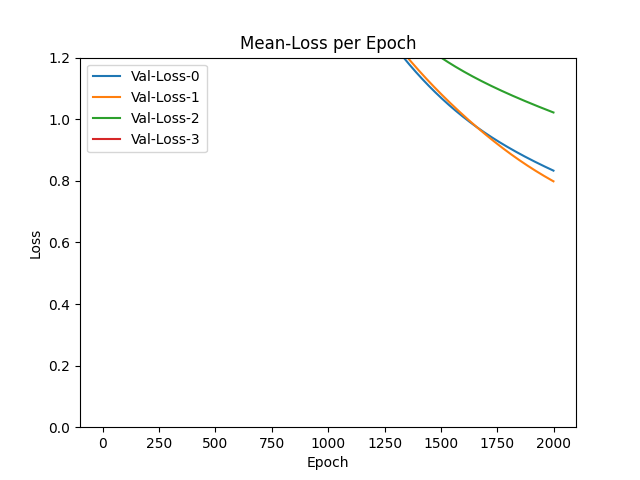 Mean-Loss per Epoch
Val-Loss-0
Val-Loss-1
Val-Loss-2
Val-Loss-3
1.2
1.0
0.8
0.6
0.4
0.2
0.0
Loss
0 250 500 750 1000 1250 1500 1750 2000
Epoch